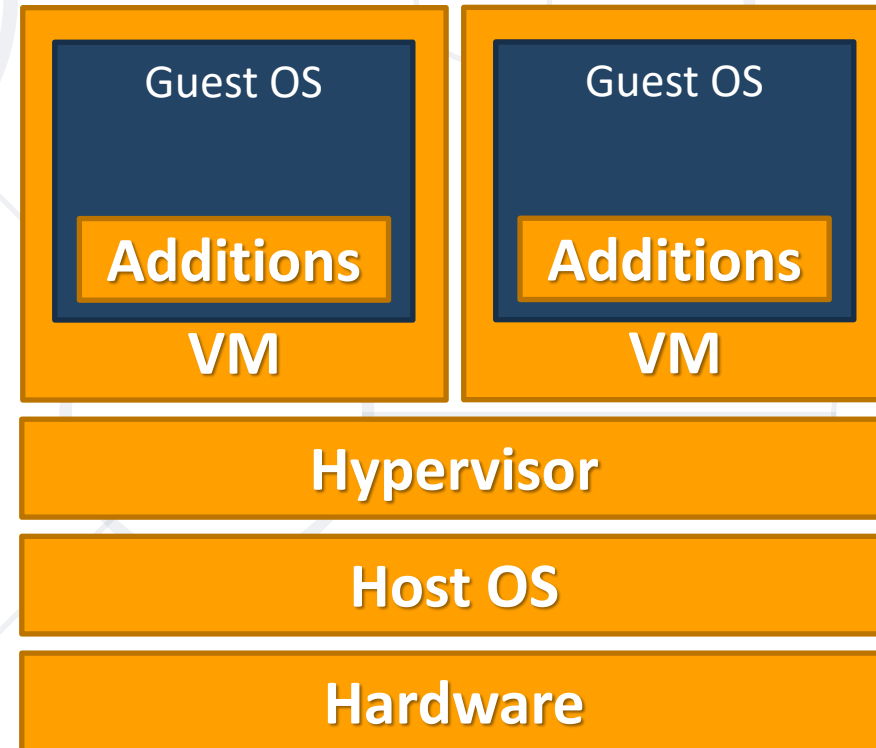 Guest OS
Guest OS
Additions
Additions
VM
VM
Hypervisor
Host OS
Hardware